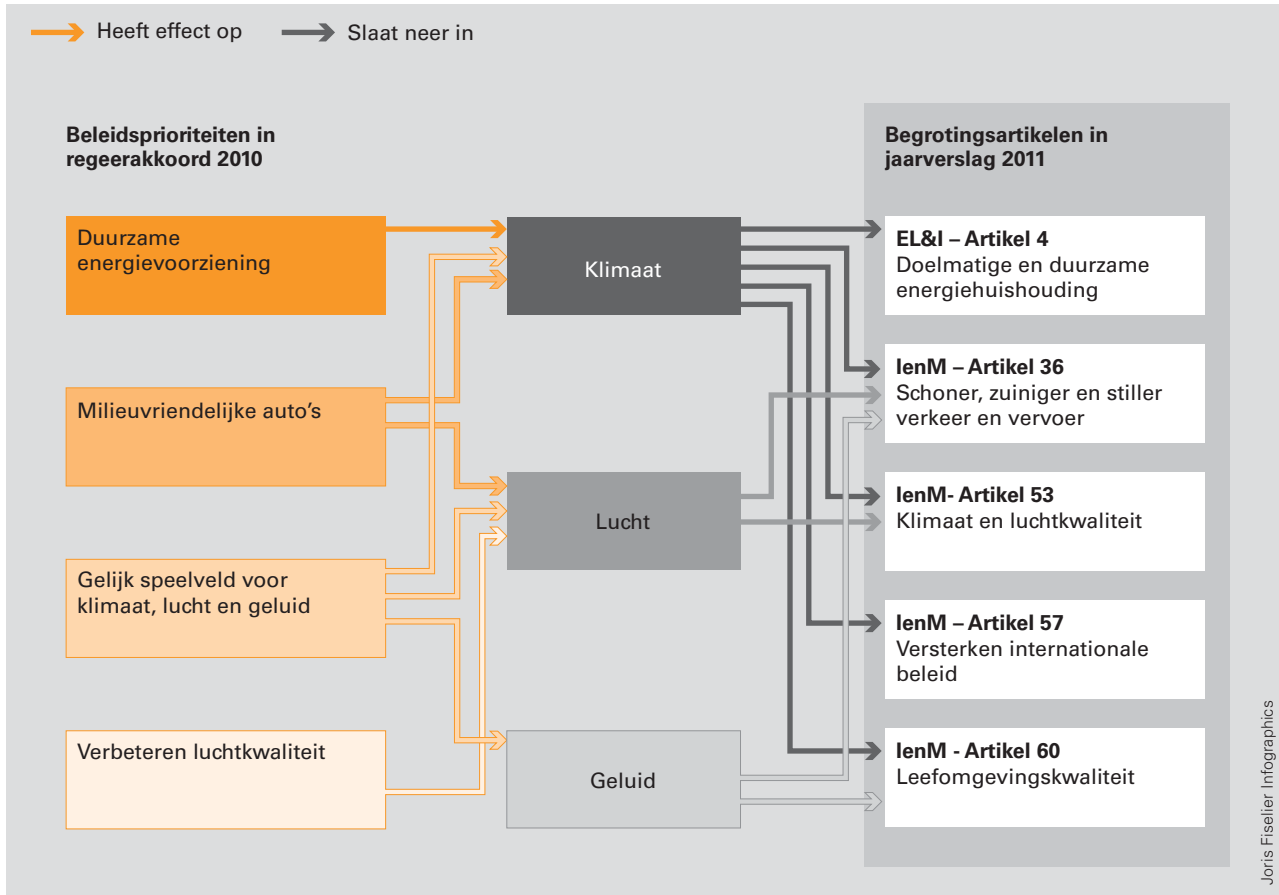 Heeft effect op
Slaat neer in
Beleidsprioriteiten in
regeerakkoord 2010
Duurzame
energievoorziening
Milieuvriendelijke auto's
Gelijk speelveld voor
klimaat, lucht en geluid
Verbeteren luchtkwaliteit
Klimaat
Lucht
Geluid
Begrotingsartikelen in
jaarverslag 2011
EL&I – Artikel 4
Doelmatige en duurzame
energiehuishouding
IenM – Artikel 36
Schoner, zuiniger en stiller
verkeer en vervoer
IenM- Artikel 53
Klimaat en luchtkwaliteit
IenM – Artikel 57
Versterken internationale
beleid
IenM - Artikel 60
Leefomgevingskwaliteit
Joris Fiselier Infographics